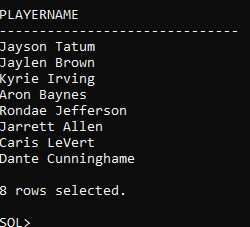 PLAYERNAME
------------------------------
Jayson Tatum
Jaylen Brown
Kyrie Irving
Aron Baynes
Rondae Jefferson
Jarrett Allen
Caris LeVert
Dante Cunninghame

8 rows selected.

SQL>